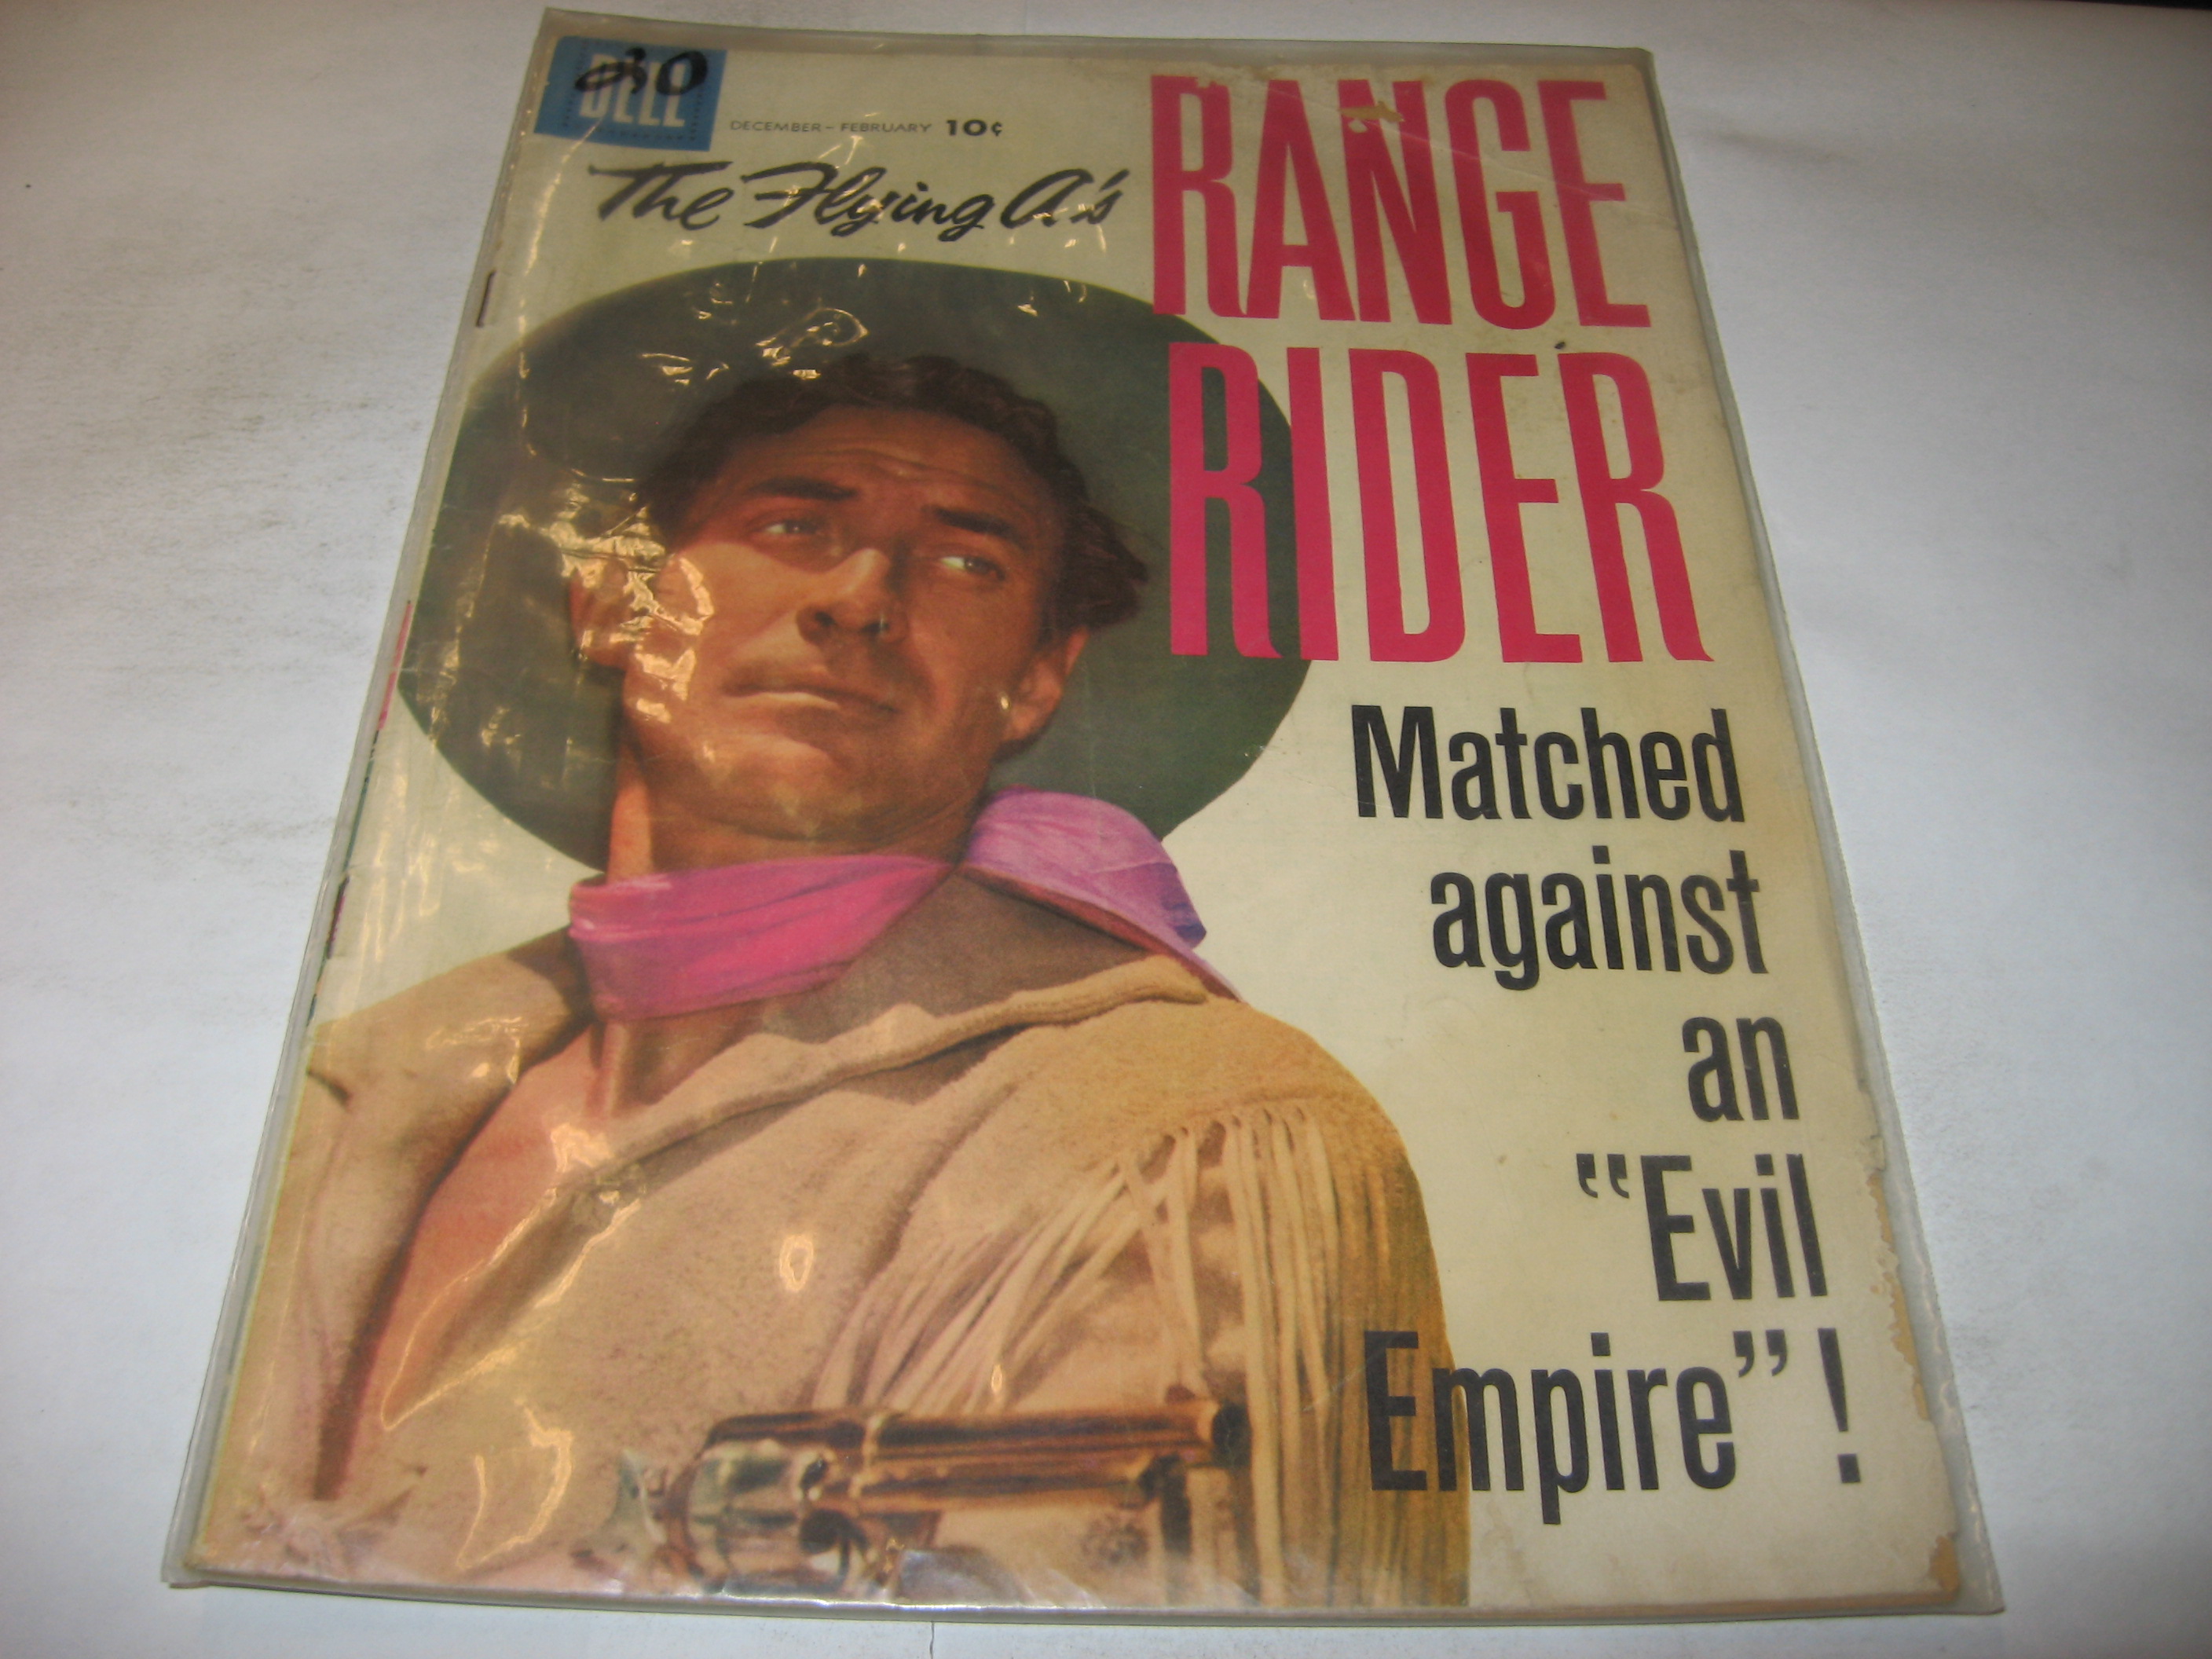 DELL
DECEMBER – FEBRUARY 10¢
The Flying A's
RANGE
RIDER
Matched
against
an
“Evil
Empire”!